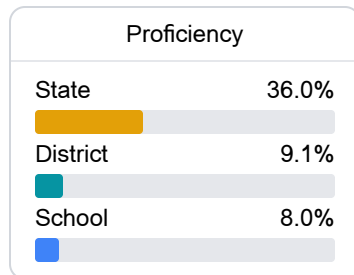 Proficiency
State 36.0%
District 9.1%
School 8.0%